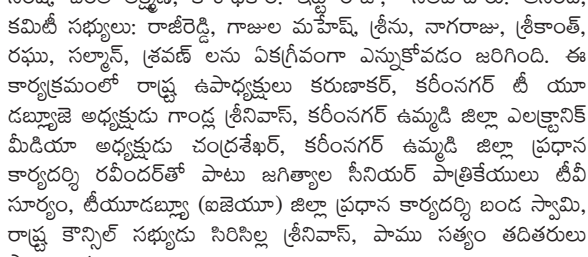 కమిటీ సభ్యులు: రాజిరెడ్డి, గాజుల మహేష్, శ్రీను, నాగరాజు, శ్రీకాంత్,
రఘు, సల్మాన్, శ్రవణ్ లను ఏకగ్రీవంగా ఎన్నుకోవడం జరిగింది. ఈ
కార్యక్రమంలో రాష్ట్ర ఉపాధ్యక్షులు కరుణాకర్, కరీంనగర్ టీ యూ
డబ్ల్యూజె అధ్యక్షుడు గాండ్ల శ్రీనివాస్, కరీంనగర్ ఉమ్మడి జిల్లా ఎలక్ట్రానిక్
మీడియా అధ్యక్షుడు చంద్రశేఖర్, కరీంనగర్ ఉమ్మడి జిల్లా ప్రధాన
కార్యదర్శి రవీందర్‌తో పాటు జగిత్యాల సీనియర్ పాత్రికేయులు టీవీ
సూర్యం, టీయూడబ్ల్యూ (ఐజెయూ) జిల్లా ప్రధాన కార్యదర్శి బండ స్వామి,
రాష్ట్ర కౌన్సిల్ సభ్యుడు సిరిసిల్ల శ్రీనివాస్, పాము సత్యం తదితరులు